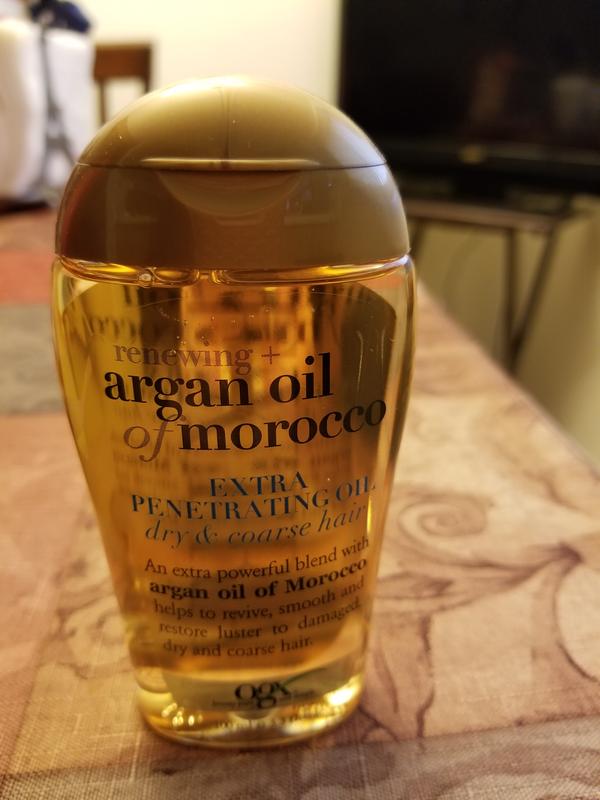 renewing +
argan oil
of morocco
EXTRA
PENETRATING OIL
dry & coarse hair
An extra powerful blend with
argan oil of Morocco
helps to revive, smooth and
restore luster to damaged,
dry and coarse hair.
ogx